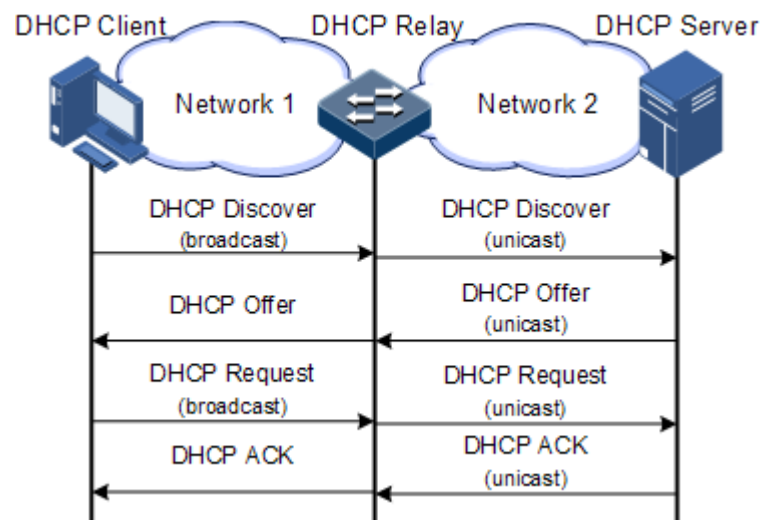 DHCP Client
DHCP Relay
DHCP Server
Network 1
Network 2
DHCP Discover
(broadcast)
DHCP Discover
(unicast)
DHCP Offer
DHCP Offer
(unicast)
DHCP Request
(broadcast)
DHCP Request
(unicast)
DHCP ACK
DHCP ACK
(unicast)